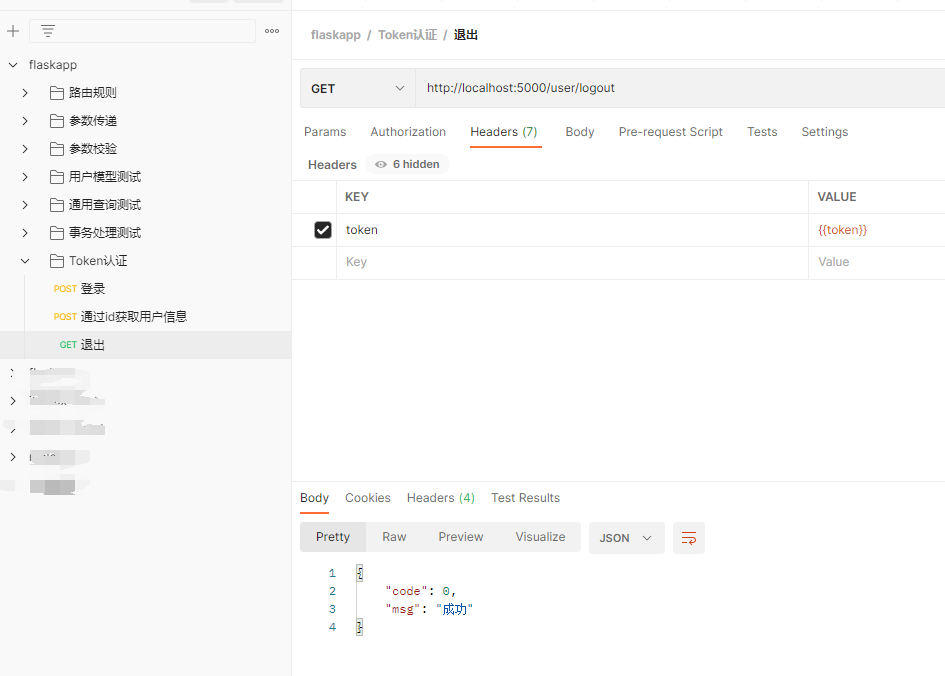 flaskapp
路由规则
参数传递
参数校验
用户模型测试
通用查询测试
事务处理测试
Token认证
POST 登录
POST 通过id获取用户信息
GET 退出
flaskapp / Token认证 / 退出
GET http://localhost:5000/user/logout
Params Authorization Headers (7) Body Pre-request Script Tests Settings
Headers 6 hidden
KEY VALUE
token {{token}}
Key Value
Body Cookies Headers (4) Test Results
Pretty Raw Preview Visualize JSON
1 {
2 "code": 0,
3 "msg": "成功"
4 }